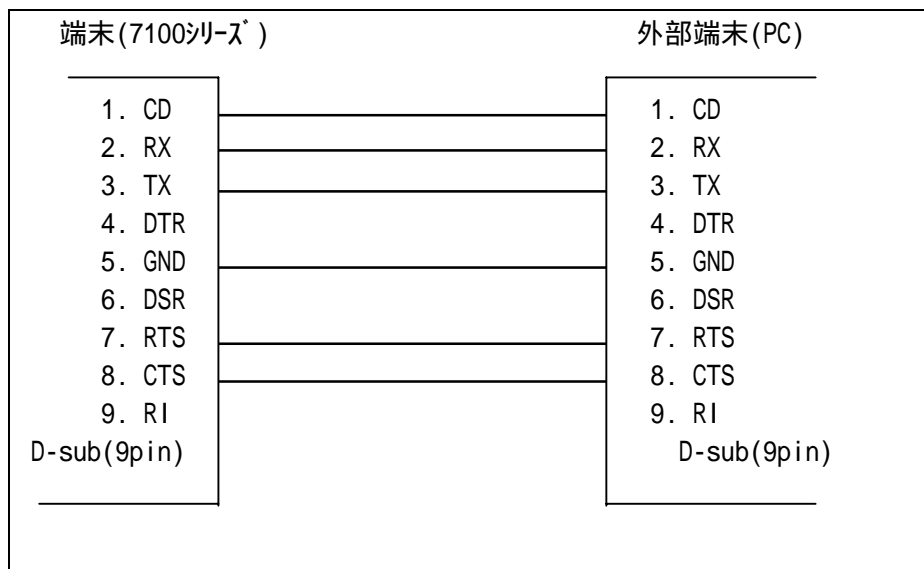 端末(7100ｼﾘｰｽﾞ)
外部端末(PC)
1. CD
2. RX
3. TX
4. DTR
5. GND
6. DSR
7. RTS
8. CTS
9. RI
D-sub(9pin)
1. CD
2. RX
3. TX
4. DTR
5. GND
6. DSR
7. RTS
8. CTS
9. RI
D-sub(9pin)